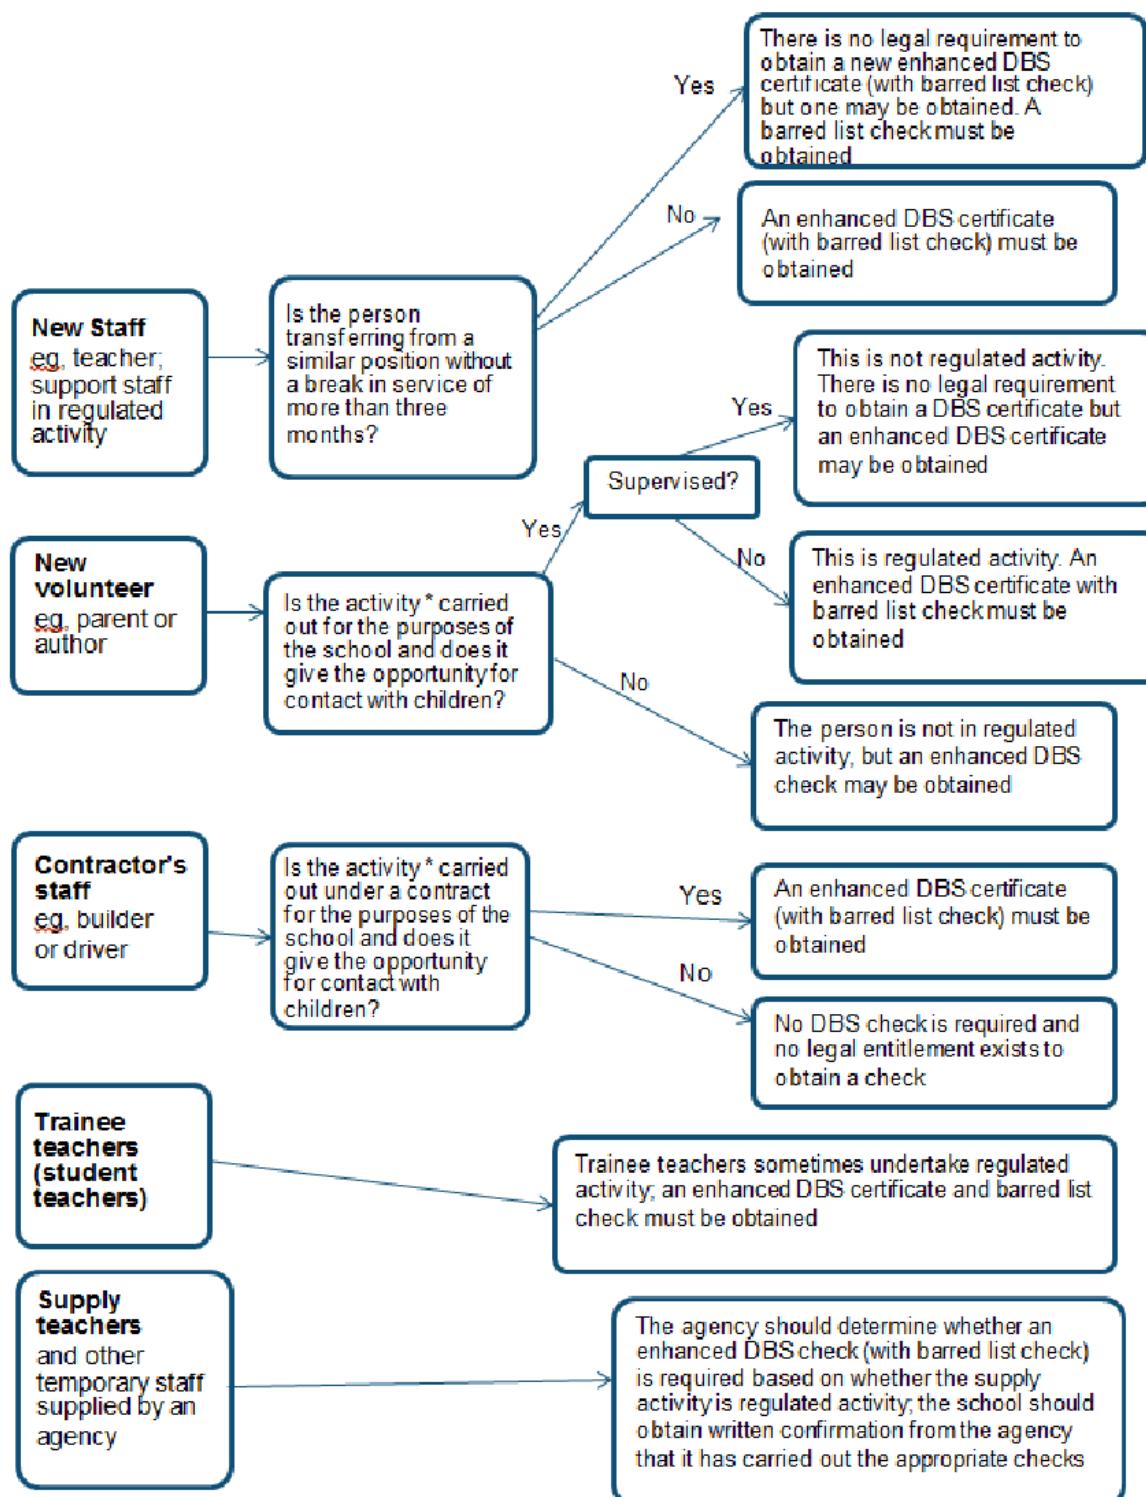 New Staff
eg, teacher;
support staff
in regulated
activity
Is the person
transferring from a
similar position without
a break in service of
more than three
months?
Yes
There is no legal requirement to
obtain a new enhanced DBS
certificate (with barred list check)
but one may be obtained. A
barred list check must be
obtained
No
An enhanced DBS certificate
(with barred list check) must be
obtained
New
volunteer
eg, parent or
author
Is the activity * carried
out for the purposes of
the school and does it
give the opportunity for
contact with children?
Yes
Supervised?
Yes
This is not regulated activity.
There is no legal requirement
to obtain a DBS certificate but
an enhanced DBS certificate
may be obtained
No
This is regulated activity. An
enhanced DBS certificate with
barred list check must be
obtained
No
The person is not in regulated
activity, but an enhanced DBS
check may be obtained
Contractor's
staff
eg, builder
or driver
Is the activity * carried
out under a contract
for the purposes of the
school and does it
give the opportunity
for contact with
children?
Yes
An enhanced DBS certificate
(with barred list check) must be
obtained
No
No DBS check is required and
no legal entitlement exists to
obtain a check
Trainee
teachers
(student
teachers)
Trainee teachers sometimes undertake regulated
activity; an enhanced DBS certificate and barred list
check must be obtained
Supply
teachers
and other
temporary staff
supplied by an
agency
The agency should determine whether an
enhanced DBS check (with barred list check)
is required based on whether the supply
activity is regulated activity; the school should
obtain written confirmation from the agency
that it has carried out the appropriate checks